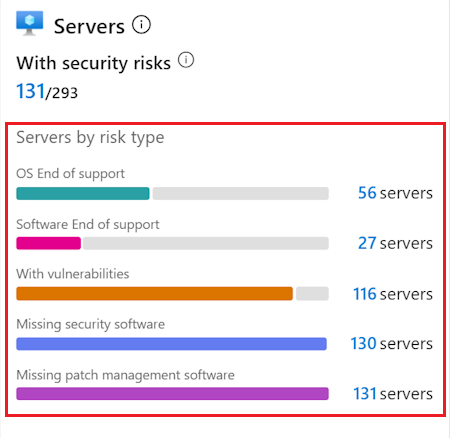 Servers
With security risks
131/293
Servers by risk type
OS End of support
56 servers
Software End of support
27 servers
With vulnerabilities
116 servers
Missing security software
130 servers
Missing patch management software
131 servers